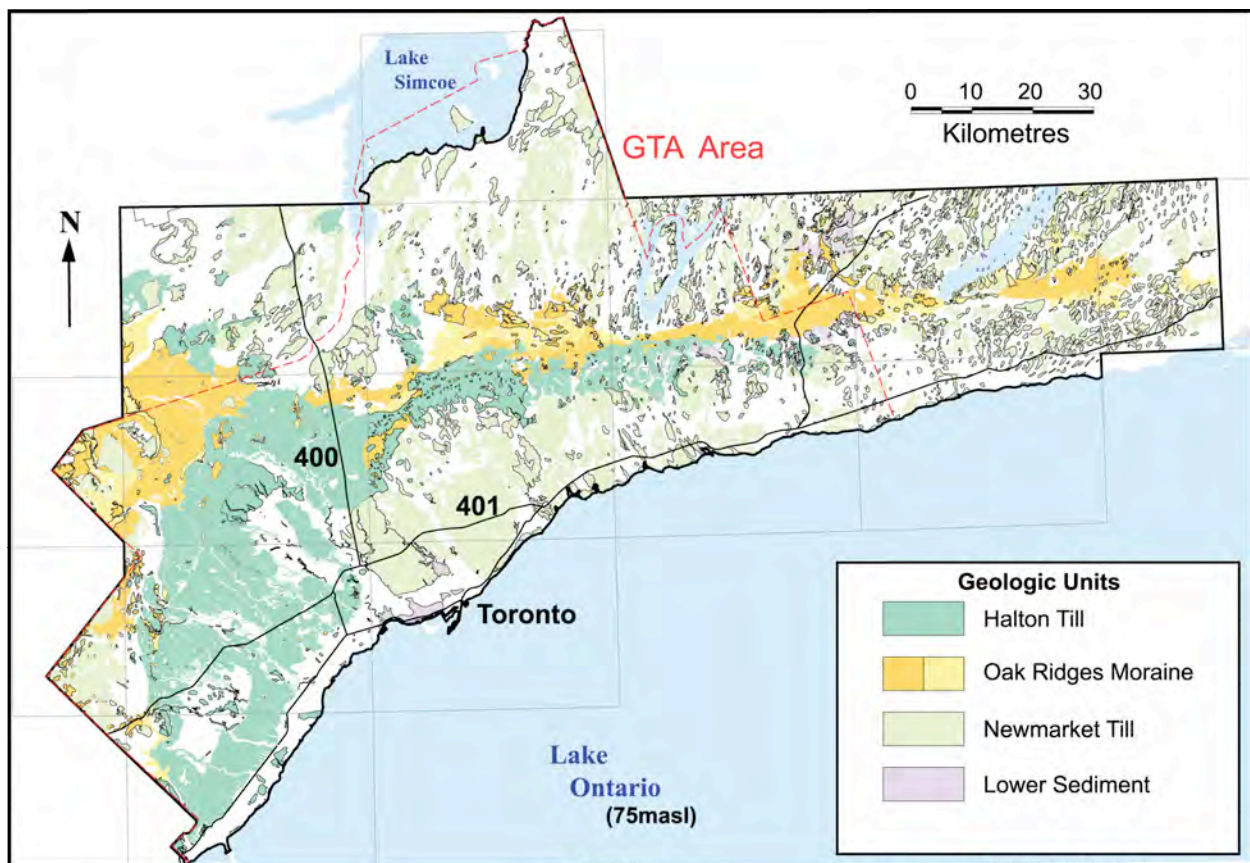 Lake
Simcoe
0 10 20 30
Kilometres
GTA Area
N
400
401
Toronto
Lake
Ontario
(75masl)
Geologic Units
Halton Till
Oak Ridges Moraine
Newmarket Till
Lower Sediment